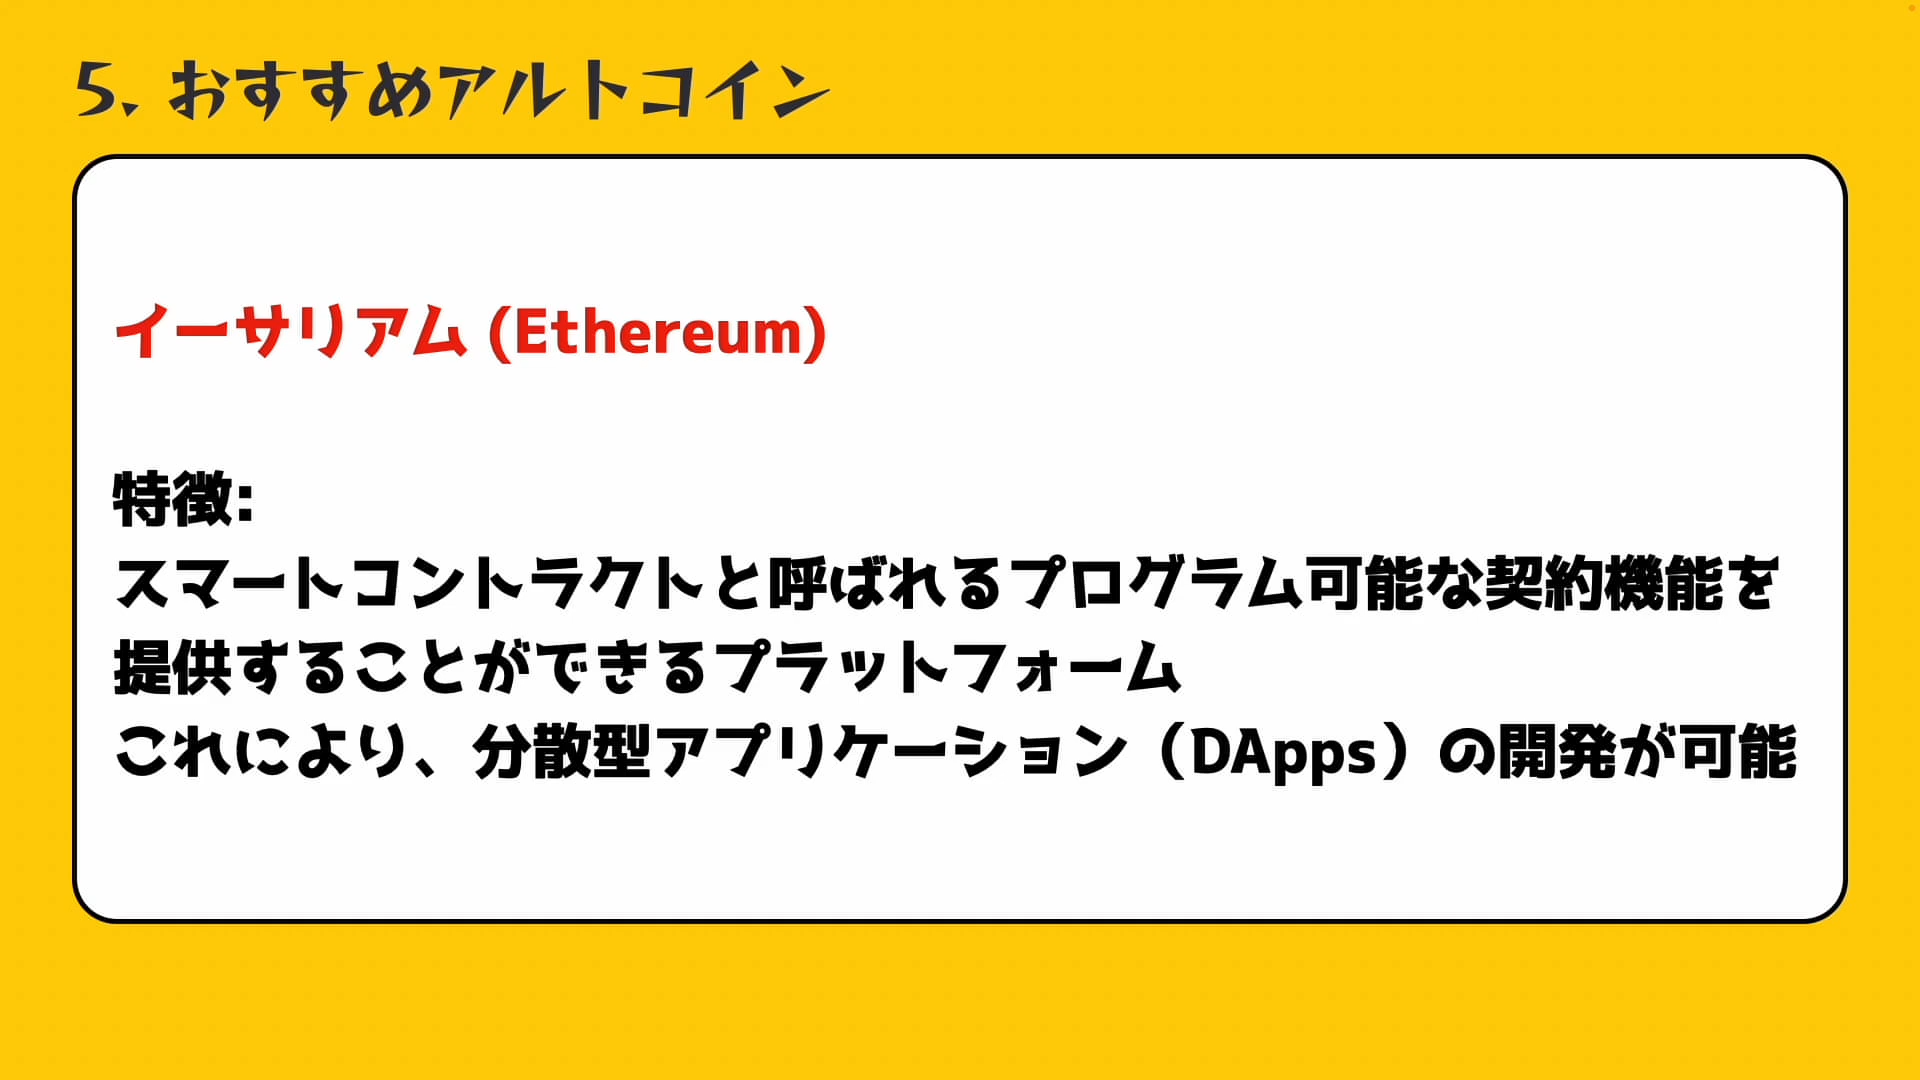 5. おすすめアルトコイン
イーサリアム (Ethereum)
特徴:
スマートコントラクトと呼ばれるプログラム可能な契約機能を
提供することができるプラットフォーム
これにより、分散型アプリケーション（DApps）の開発が可能